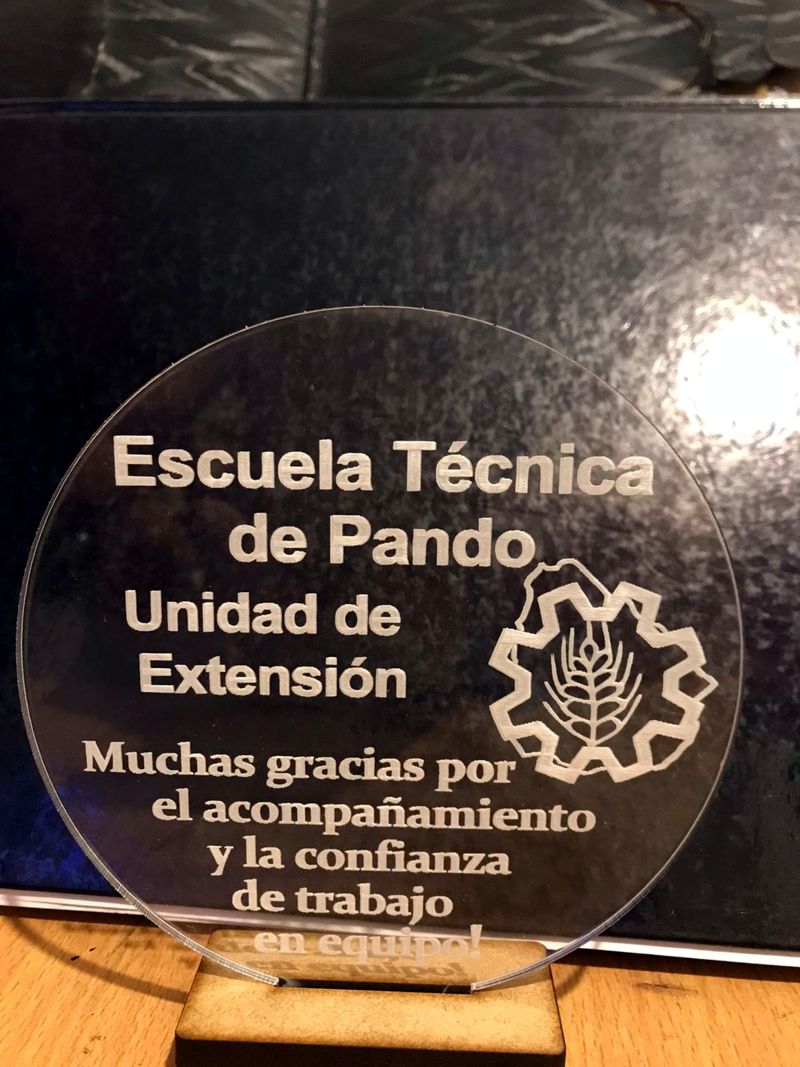 Escuela Técnica
de Pando
Unidad de
Extensión
Muchas gracias por
el acompañamiento
y la confianza
de trabajo
en equipo!